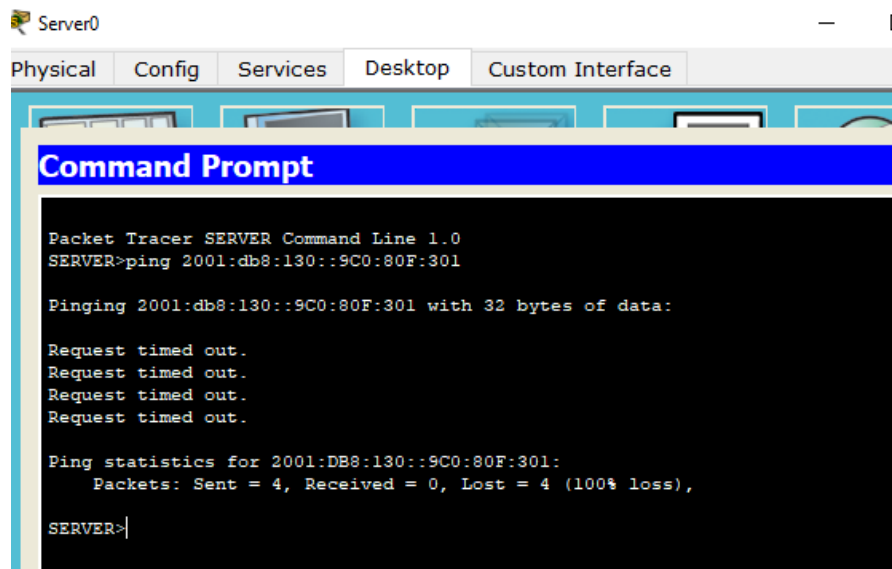 Server0
Physical Config Services Desktop Custom Interface
Command Prompt
Packet Tracer SERVER Command Line 1.0
SERVER>ping 2001:db8:130::9C0:80F:301
Pinging 2001:db8:130::9C0:80F:301 with 32 bytes of data:
Request timed out.
Request timed out.
Request timed out.
Request timed out.
Ping statistics for 2001:DB8:130::9C0:80F:301:
Packets: Sent = 4, Received = 0, Lost = 4 (100% loss),
SERVER>